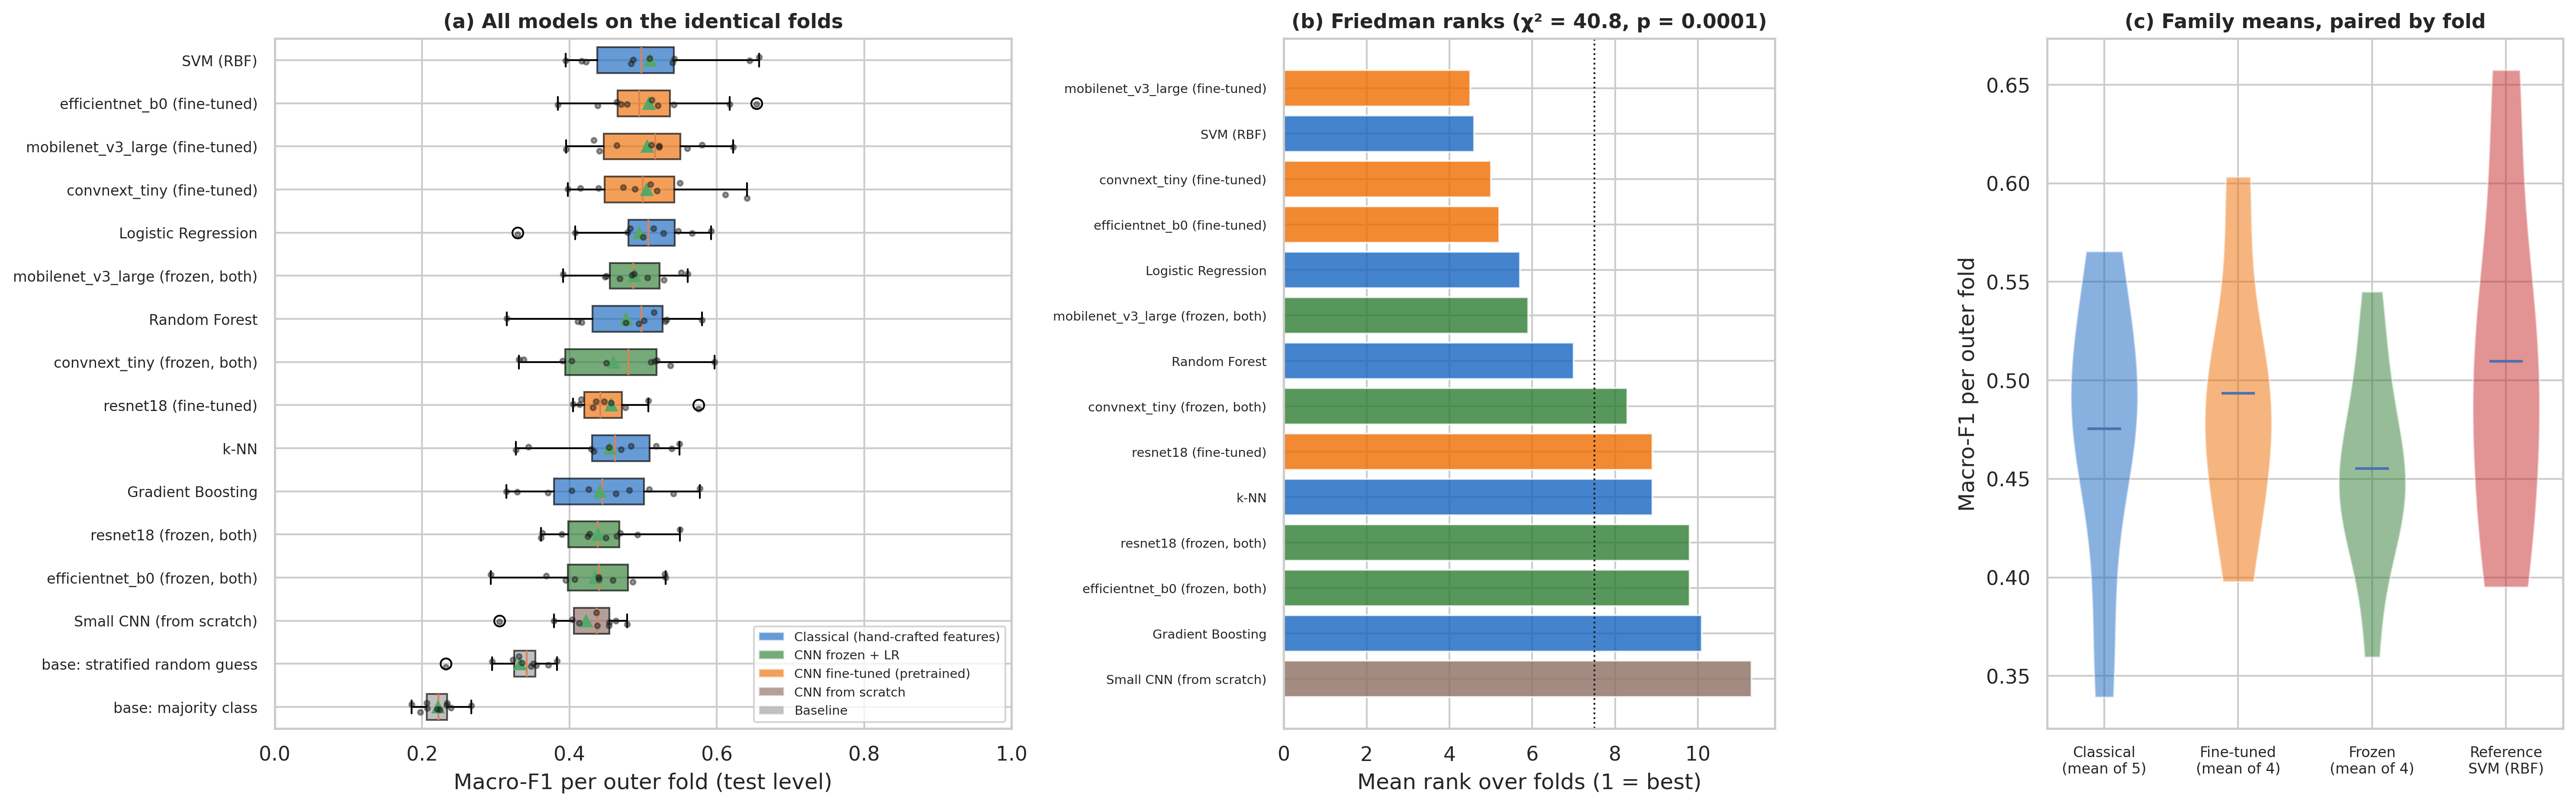 (a) All models on the identical folds
SVM (RBF)
efficientnet_b0 (fine-tuned)
mobilenet_v3_large (fine-tuned)
convnext_tiny (fine-tuned)
Logistic Regression
mobilenet_v3_large (frozen, both)
Random Forest
convnext_tiny (frozen, both)
resnet18 (fine-tuned)
k-NN
Gradient Boosting
resnet18 (frozen, both)
efficientnet_b0 (frozen, both)
Small CNN (from scratch)
base: stratified random guess
base: majority class
Classical (hand-crafted features)
CNN frozen + LR
CNN fine-tuned (pretrained)
CNN from scratch
Baseline
0.0 0.2 0.4 0.6 0.8 1.0
Macro-F1 per outer fold (test level)
(b) Friedman ranks (χ² = 40.8, p = 0.0001)
mobilenet_v3_large (fine-tuned)
SVM (RBF)
convnext_tiny (fine-tuned)
efficientnet_b0 (fine-tuned)
Logistic Regression
mobilenet_v3_large (frozen, both)
Random Forest
convnext_tiny (frozen, both)
resnet18 (fine-tuned)
k-NN
resnet18 (frozen, both)
efficientnet_b0 (frozen, both)
Gradient Boosting
Small CNN (from scratch)
0 2 4 6 8 10
Mean rank over folds (1 = best)
(c) Family means, paired by fold
Macro-F1 per outer fold
0.65
0.60
0.55
0.50
0.45
0.40
0.35
Classical
(mean of 5)
Fine-tuned
(mean of 4)
Frozen
(mean of 4)
Reference
SVM (RBF)